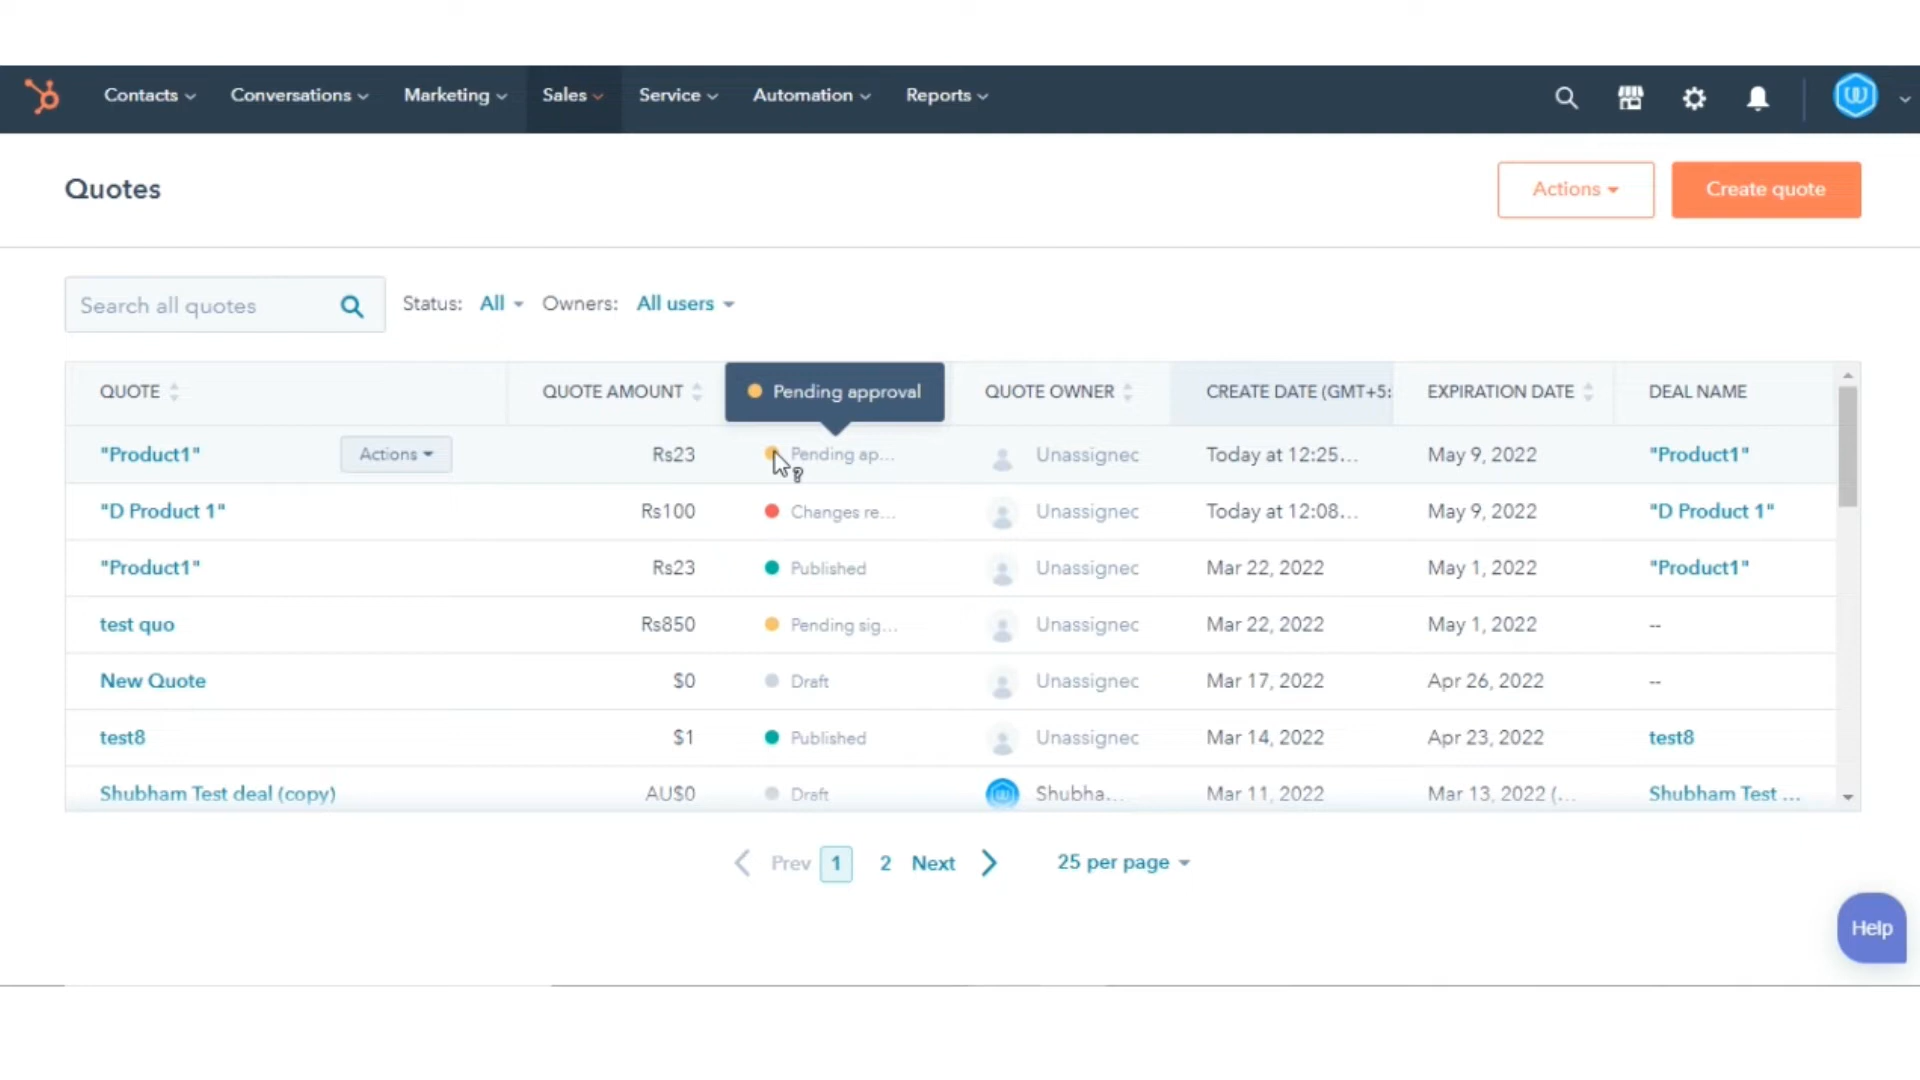 Contacts Conversations Marketing Sales Service Automation Reports
Quotes
Actions Create quote
Search all quotes Status: All Owners: All users
QUOTE QUOTE AMOUNT Pending approval QUOTE OWNER CREATE DATE (GMT+5: EXPIRATION DATE DEAL NAME
"Product1" Actions Rs23 Pending ap... Unassignec Today at 12:25... May 9, 2022 "Product1"
"D Product 1" Rs100 Changes re... Unassignec Today at 12:08... May 9, 2022 "D Product 1"
"Product1" Rs23 Published Unassignec Mar 22, 2022 May 1, 2022 "Product1"
test quo Rs850 Pending sig... Unassignec Mar 22, 2022 May 1, 2022 --
New Quote $0 Draft Unassignec Mar 17, 2022 Apr 26, 2022 --
test8 $1 Published Unassignec Mar 14, 2022 Apr 23, 2022 test8
Shubham Test deal (copy) AU$0 Draft Shubha... Mar 11, 2022 Mar 13, 2022 (... Shubham Test ...
Prev 1 2 Next 25 per page
Help